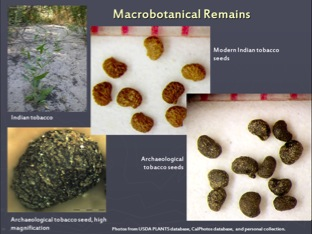 Macrobotanical Remains
Modern Indian tobacco
seeds
Indian tobacco
Archaeological
tobacco seeds
Archaeological tobacco seed, high
magnification
Photos from USDA PLANTS database, CalPhotos database, and personal collection.